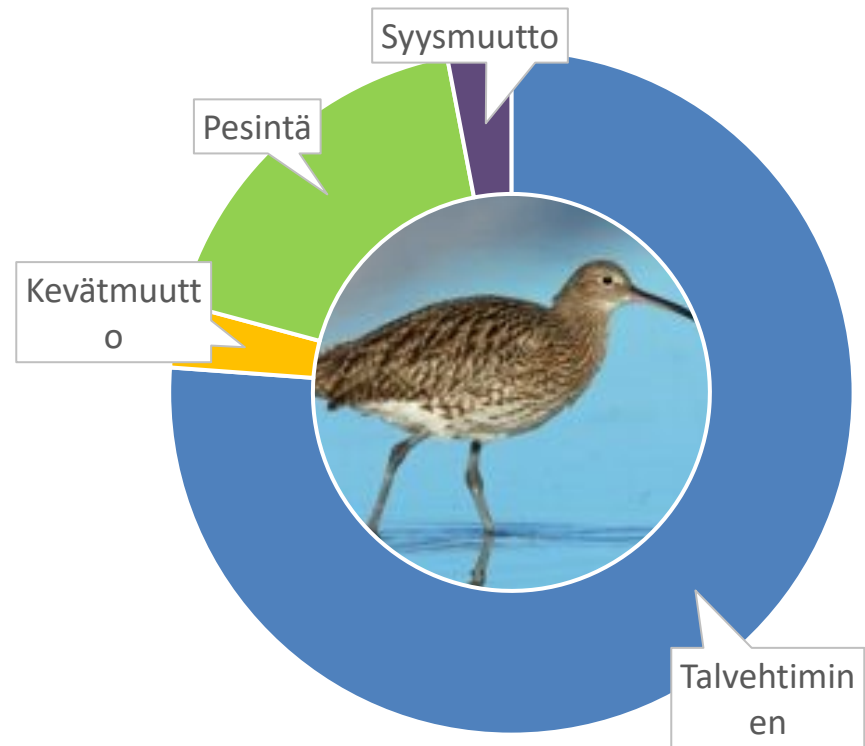 Syysmuutto
Pesintä
Kevätmuutt
o
Talvehtimin
en